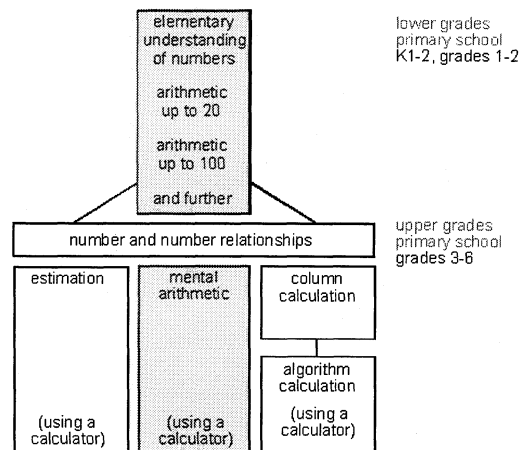 elementary
understanding
of numbers
arithmetic
up to 20
arithmetic
up to 100
and further
lower grades
primary school
K1-2, grades 1-2
number and number relationships
upper grades
primary school
grades 3-6
estimation
(using a
calculator)
mental
arithmetic
(using a
calculator)
column
calculation
algorithm
calculation
(using a
calculator)